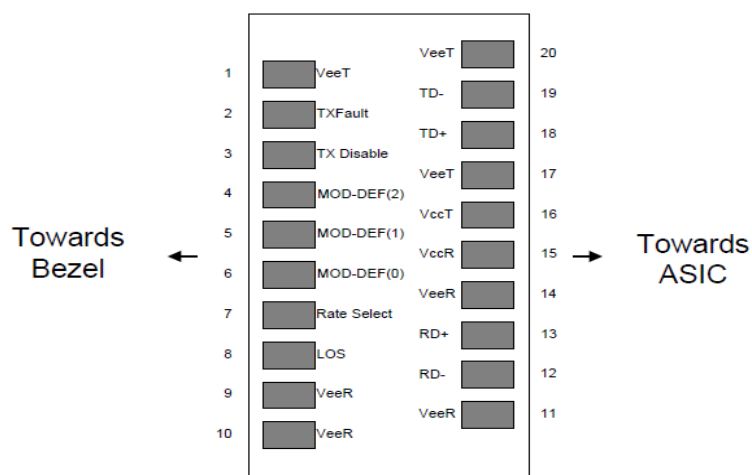 VeeT 20
1 VeeT
TD- 19
2 TXFault
TD+ 18
3 TX Disable
VeeT 17
4 MOD-DEF(2)
VccT 16
5 MOD-DEF(1)
Towards
Bezel
VccR 15
Towards
ASIC
6 MOD-DEF(0)
VeeR 14
7 Rate Select
RD+ 13
8 LOS
RD- 12
9 VeeR
VeeR 11
10 VeeR